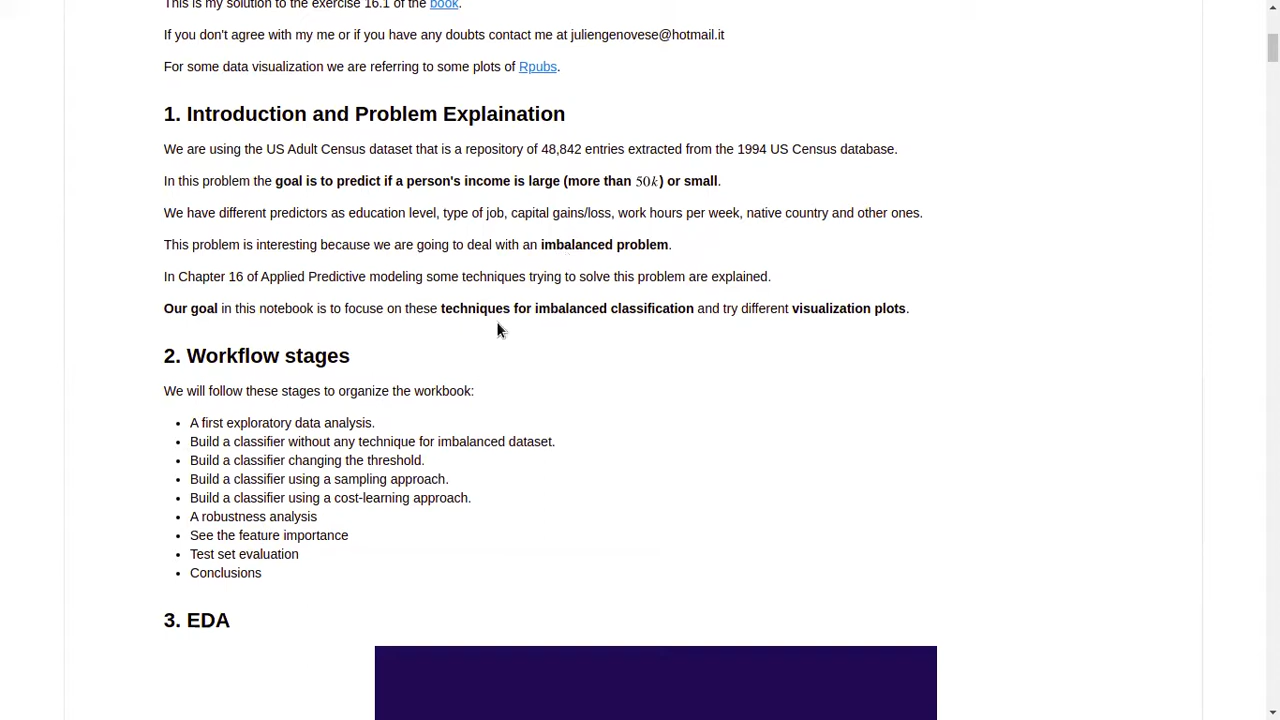 This is my solution to the exercise 16.1 of the book.
If you don't agree with my me or if you have any doubts contact me at juliengenovese@hotmail.it
For some data visualization we are referring to some plots of Rpubs.
1. Introduction and Problem Explaination
We are using the US Adult Census dataset that is a repository of 48,842 entries extracted from the 1994 US Census database.
In this problem the goal is to predict if a person's income is large (more than 50k) or small.
We have different predictors as education level, type of job, capital gains/loss, work hours per week, native country and other ones.
This problem is interesting because we are going to deal with an imbalanced problem.
In Chapter 16 of Applied Predictive modeling some techniques trying to solve this problem are explained.
Our goal in this notebook is to focuse on these techniques for imbalanced classification and try different visualization plots.
2. Workflow stages
We will follow these stages to organize the workbook:
• A first exploratory data analysis.
• Build a classifier without any technique for imbalanced dataset.
• Build a classifier changing the threshold.
• Build a classifier using a sampling approach.
• Build a classifier using a cost-learning approach.
• A robustness analysis
• See the feature importance
• Test set evaluation
• Conclusions
3. EDA